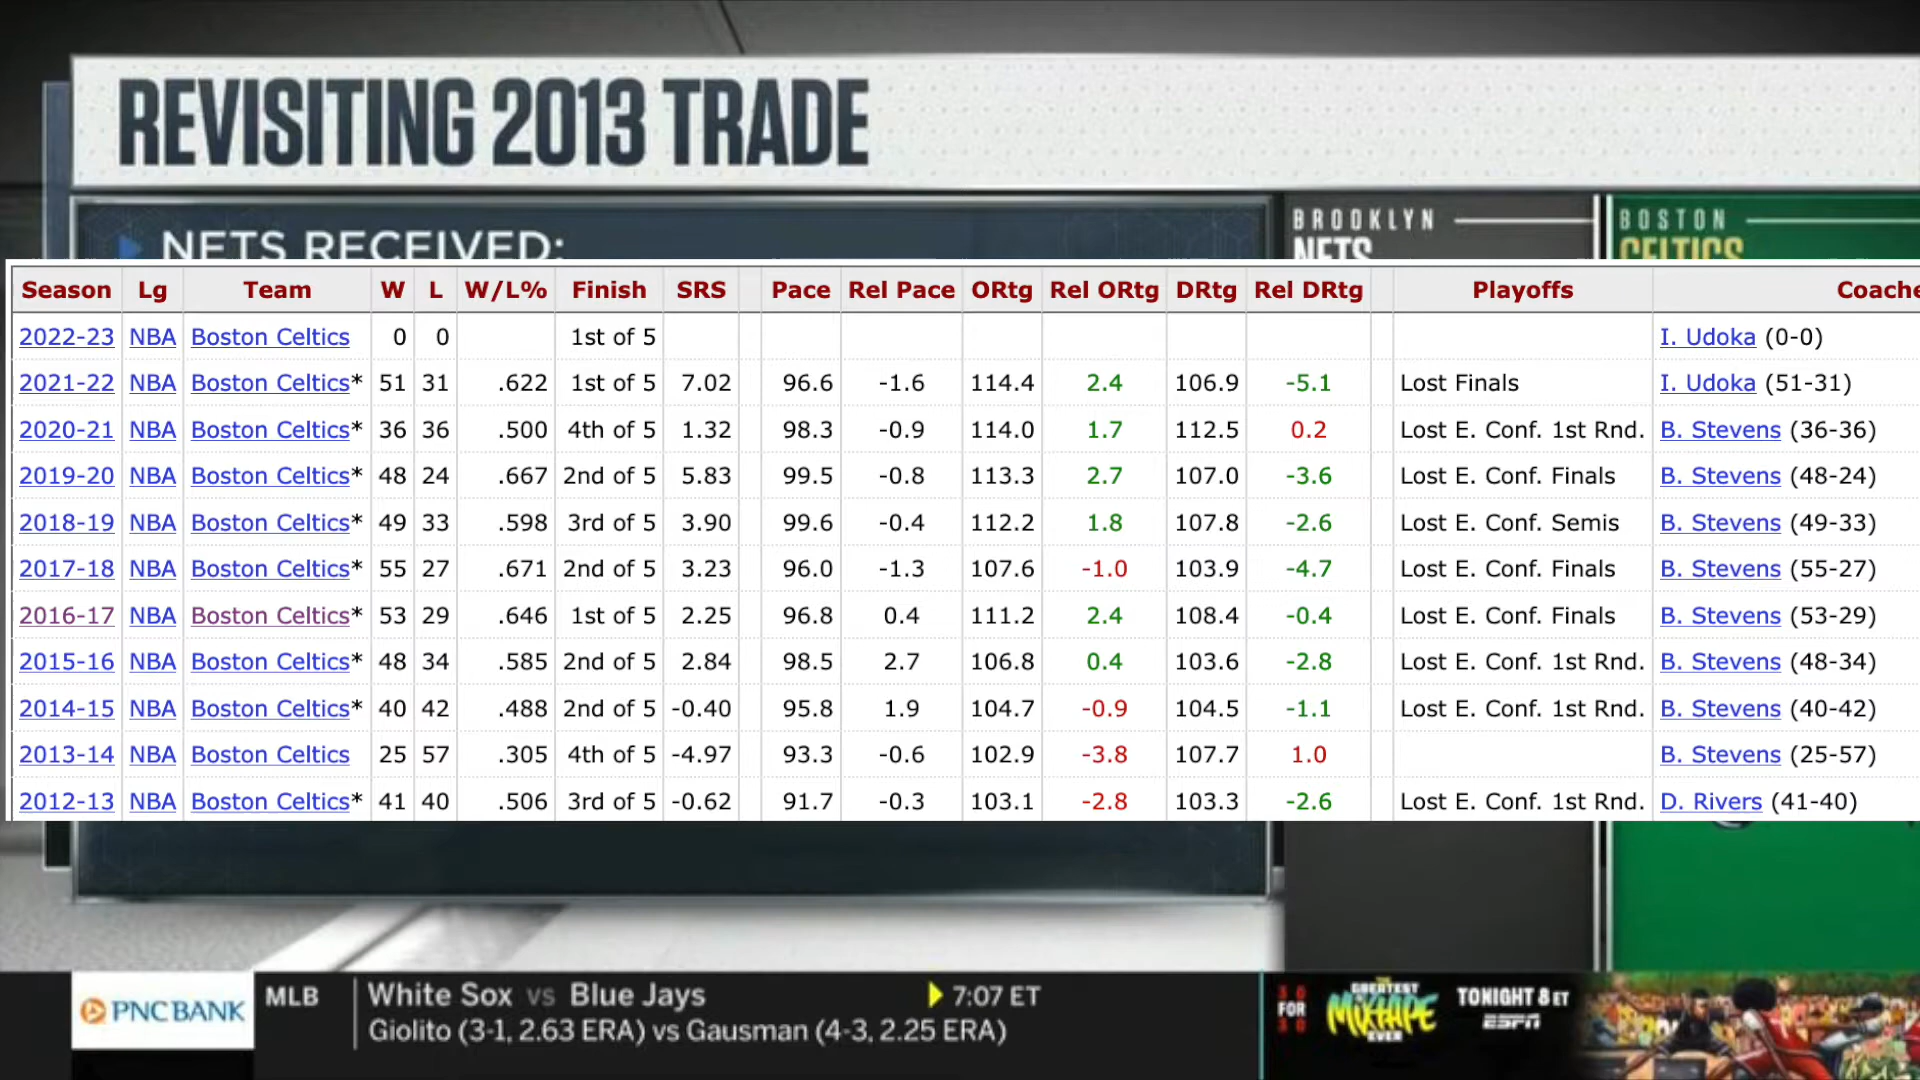 REVISITING 2013 TRADE
NETS RECEIVED:
BROOKLYN
NETS
BOSTON
CELTICS
Season Lg Team W L W/L% Finish SRS Pace Rel Pace ORtg Rel ORtg DRtg Rel DRtg Playoffs
2022-23 NBA Boston Celtics 0 0 1st of 5 I. Udoka (0-0)
2021-22 NBA Boston Celtics* 51 31 .622 1st of 5 7.02 96.6 -1.6 114.4 2.4 106.9 -5.1 Lost Finals I. Udoka (51-31)
2020-21 NBA Boston Celtics* 36 36 .500 4th of 5 1.32 98.3 -0.9 114.0 1.7 112.5 0.2 Lost E. Conf. 1st Rnd. B. Stevens (36-36)
2019-20 NBA Boston Celtics* 48 24 .667 2nd of 5 5.83 99.5 -0.8 113.3 2.7 107.0 -3.6 Lost E. Conf. Finals B. Stevens (48-24)
2018-19 NBA Boston Celtics* 49 33 .598 3rd of 5 3.90 99.6 -0.4 112.2 1.8 107.8 -2.6 Lost E. Conf. Semis B. Stevens (49-33)
2017-18 NBA Boston Celtics* 55 27 .671 2nd of 5 3.23 96.0 -1.3 107.6 -1.0 103.9 -4.7 Lost E. Conf. Finals B. Stevens (55-27)
2016-17 NBA Boston Celtics* 53 29 .646 1st of 5 2.25 96.8 0.4 111.2 2.4 108.4 -0.4 Lost E. Conf. Finals B. Stevens (53-29)
2015-16 NBA Boston Celtics* 48 34 .585 2nd of 5 2.84 98.5 2.7 106.8 0.4 103.6 -2.8 Lost E. Conf. 1st Rnd. B. Stevens (48-34)
2014-15 NBA Boston Celtics* 40 42 .488 2nd of 5 -0.40 95.8 1.9 104.7 -0.9 104.5 -1.1 Lost E. Conf. 1st Rnd. B. Stevens (40-42)
2013-14 NBA Boston Celtics 25 57 .305 4th of 5 -4.97 93.3 -0.6 102.9 -3.8 107.7 1.0 B. Stevens (25-57)
2012-13 NBA Boston Celtics* 41 40 .506 3rd of 5 -0.62 91.7 -0.3 103.1 -2.8 103.3 -2.6 Lost E. Conf. 1st Rnd. D. Rivers (41-40)
PNCBANK
MLB
White Sox vs Blue Jays 7:07 ET
Giolito (3-1, 2.63 ERA) vs Gausman (4-3, 2.25 ERA)
30
FOR
30
THE
GREATEST
MIXTAPE
EVER
TONIGHT 8 ET
ESPN